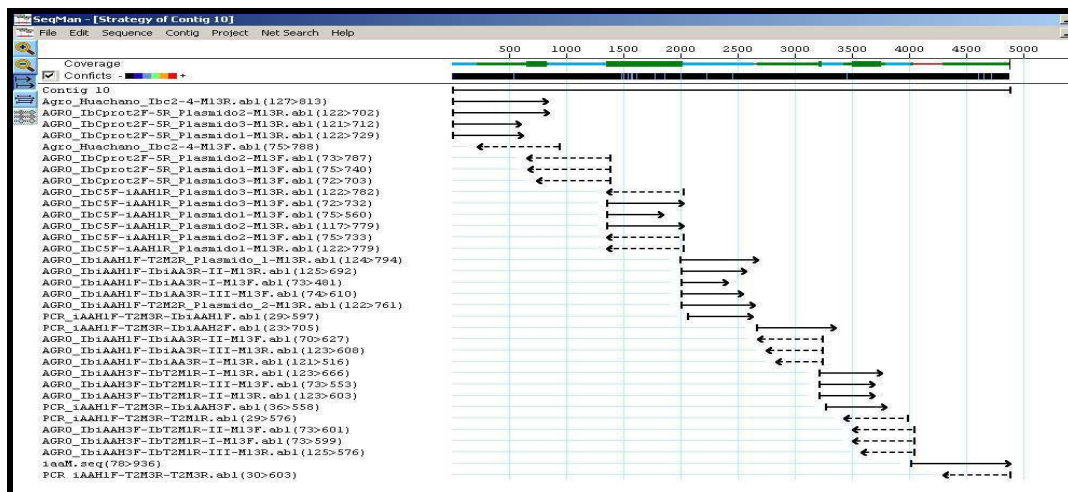 SeqMan - [Strategy of Contig 10]
File Edit Sequence Contig Project Net Search Help
500 1000 1500 2000 2500 3000 3500 4000 4500 5000
Coverage
Conficts - +
Contig 10
Agro_Huachano_Ibc2-4-M13R.ab1(127>813)
AGRO_IbCprot2F-5R_Plasmido2-M13R.ab1(122>702)
AGRO_IbCprot2F-5R_Plasmido3-M13R.ab1(121>712)
AGRO_IbCprot2F-5R_Plasmido1-M13R.ab1(122>729)
Agro_Huachano_Ibc2-4-M13F.ab1(75>788)
AGRO_IbCprot2F-5R_Plasmido2-M13F.ab1(73>787)
AGRO_IbCprot2F-5R_Plasmido1-M13F.ab1(75>740)
AGRO_IbCprot2F-5R_Plasmido3-M13F.ab1(72>703)
AGRO_IbC5F-iAAH1R_Plasmido3-M13R.ab1(122>782)
AGRO_IbC5F-iAAH1R_Plasmido3-M13F.ab1(72>732)
AGRO_IbC5F-iAAH1R_Plasmido1-M13F.ab1(75>560)
AGRO_IbC5F-iAAH1R_Plasmido2-M13R.ab1(117>779)
AGRO_IbC5F-iAAH1R_Plasmido2-M13F.ab1(75>733)
AGRO_IbC5F-iAAH1R_Plasmido1-M13R.ab1(122>779)
AGRO_IbiAAH1F-T2M2R_Plasmido_1-M13R.ab1(124>794)
AGRO_IbiAAH1F-IbiAA3R-II-M13R.ab1(125>692)
AGRO_IbiAAH1F-IbiAA3R-I-M13F.ab1(73>481)
AGRO_IbiAAH1F-IbiAA3R-III-M13F.ab1(74>610)
AGRO_IbiAAH1F-T2M2R_Plasmido_2-M13R.ab1(122>761)
PCR_iAAH1F-T2M3R-IbiAAH1F.ab1(29>597)
PCR_iAAH1F-T2M3R-IbiAAH2F.ab1(23>705)
AGRO_IbiAAH1F-IbiAA3R-II-M13F.ab1(70>627)
AGRO_IbiAAH1F-IbiAA3R-III-M13R.ab1(123>608)
AGRO_IbiAAH1F-IbiAA3R-I-M13R.ab1(121>516)
AGRO_IbiAAH3F-IbT2M1R-I-M13R.ab1(123>666)
AGRO_IbiAAH3F-IbT2M1R-III-M13F.ab1(73>553)
AGRO_IbiAAH3F-IbT2M1R-II-M13R.ab1(123>603)
PCR_iAAH1F-T2M3R-IbiAAH3F.ab1(36>558)
PCR_iAAH1F-T2M3R-T2M1R.ab1(29>576)
AGRO_IbiAAH3F-IbT2M1R-II-M13F.ab1(73>601)
AGRO_IbiAAH3F-IbT2M1R-I-M13F.ab1(73>599)
AGRO_IbiAAH3F-IbT2M1R-III-M13R.ab1(125>576)
iaaM.seq(78>936)
PCR iAAH1F-T2M3R-T2M3R.ab1(30>603)